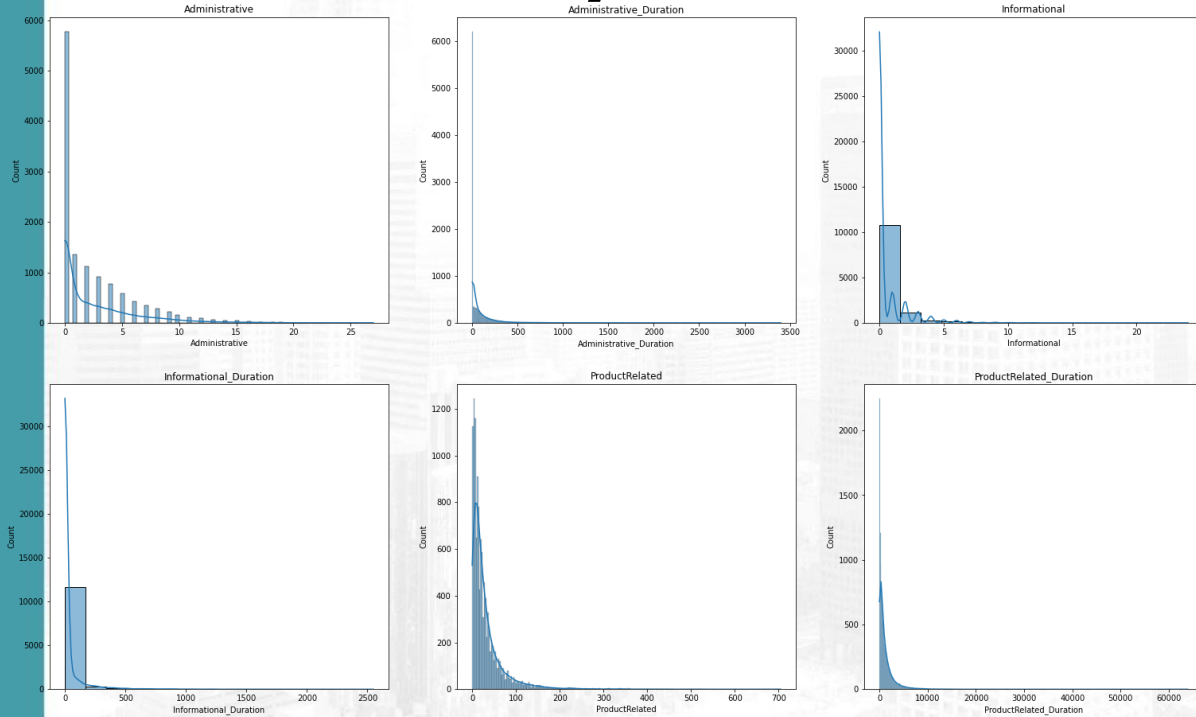 Administrative
6000
5000
4000
3000
2000
1000
0
Count
0 5 10 15 20 25
Administrative
Administrative_Duration
6000
5000
4000
3000
2000
1000
0
Count
0 500 1000 1500 2000 2500 3000 3500
Administrative_Duration
Informational
30000
25000
20000
15000
10000
5000
0
Count
0 5 10 15 20
Informational
Informational_Duration
30000
25000
20000
15000
10000
5000
0
Count
0 500 1000 1500 2000 2500
Informational_Duration
ProductRelated
1200
1000
800
600
400
200
0
Count
0 100 200 300 400 500 600 700
ProductRelated
ProductRelated_Duration
2000
1500
1000
500
0
Count
0 10000 20000 30000 40000 50000 60000
ProductRelated_Duration